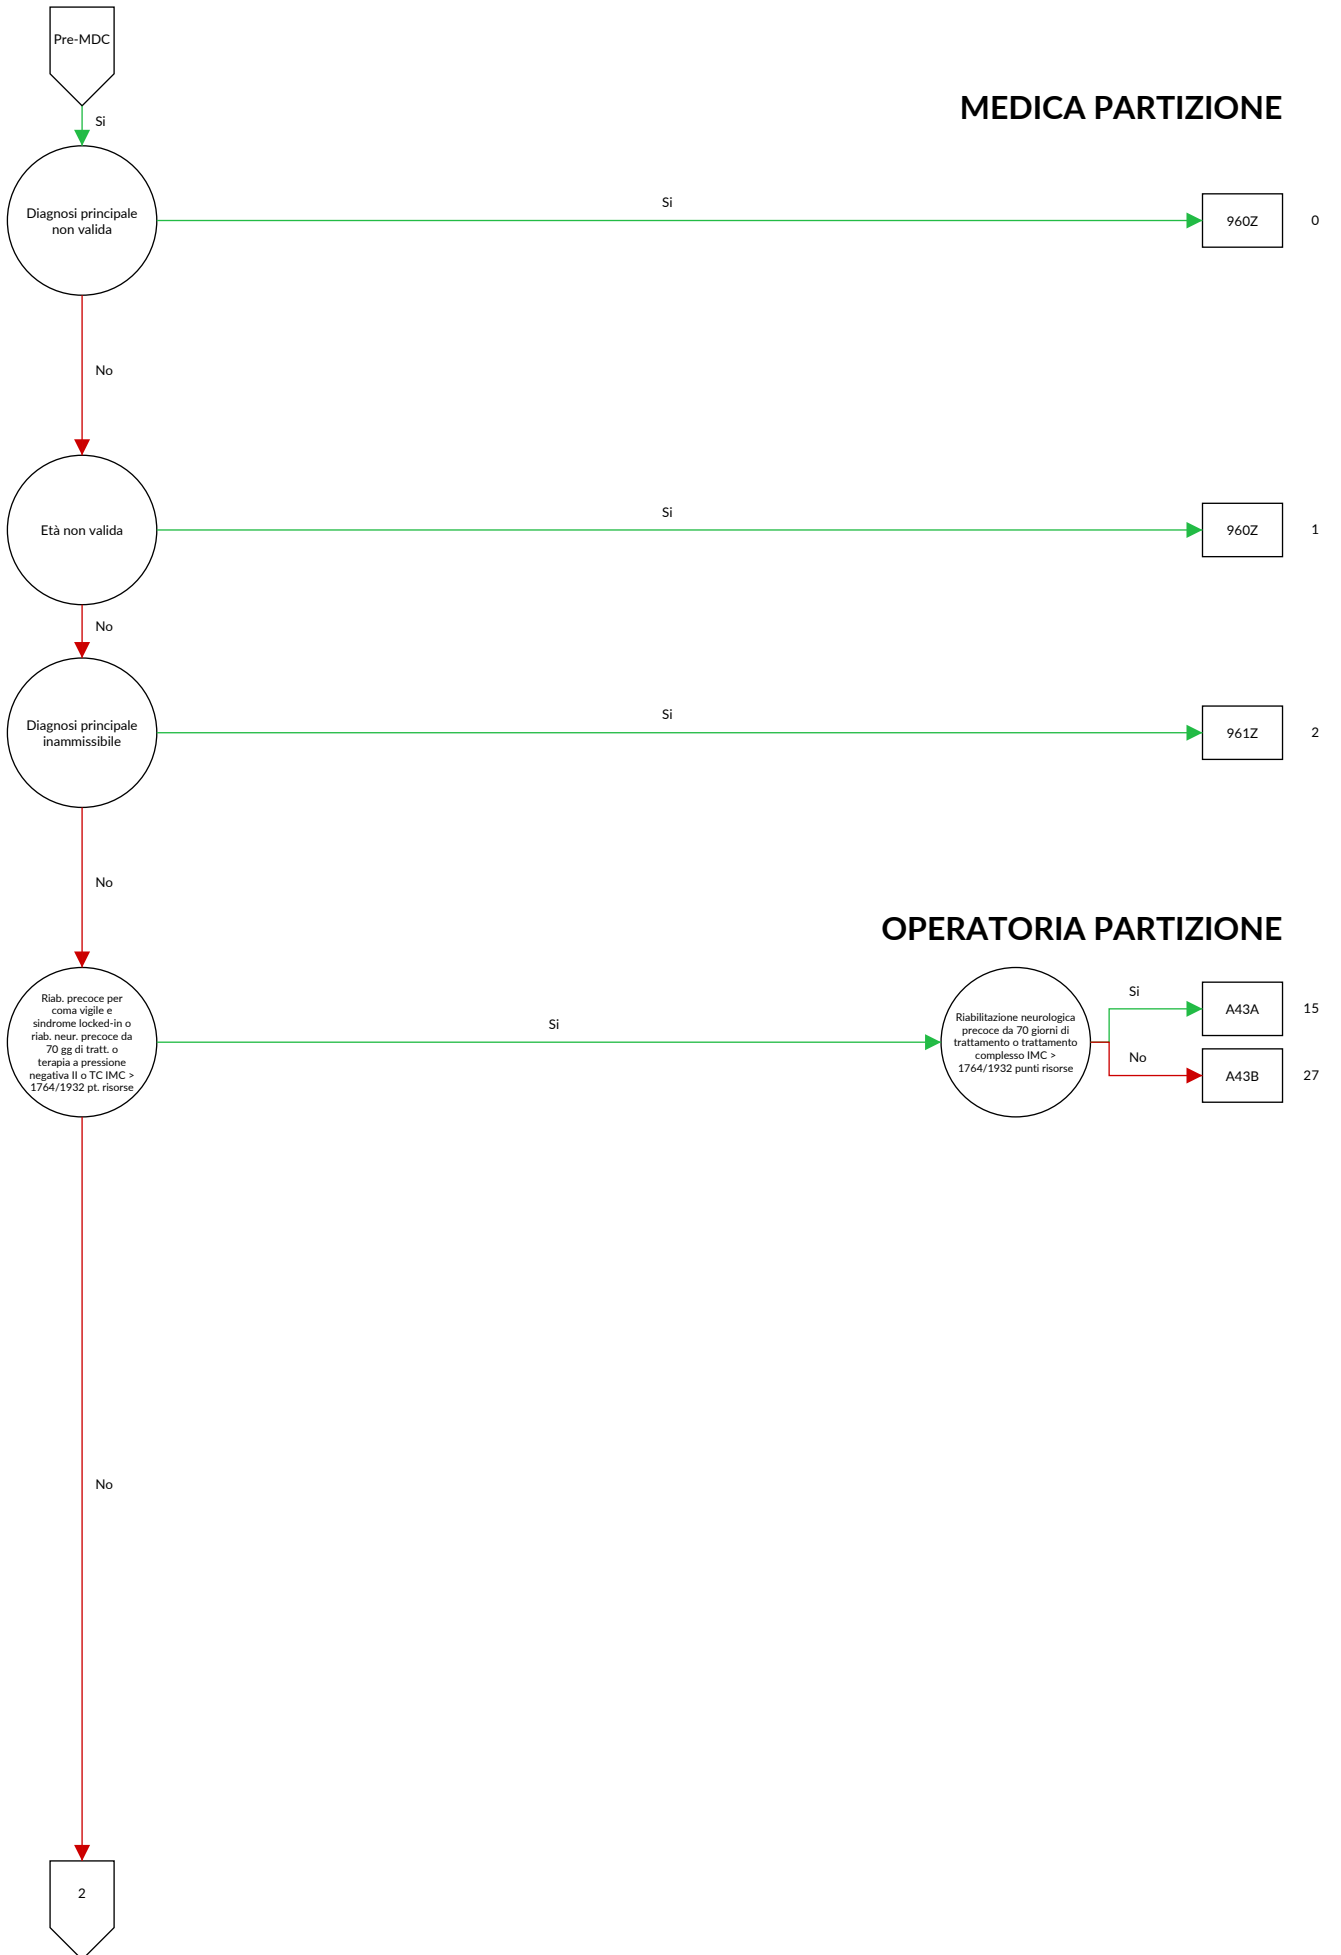 Pre-MDC
Si
MEDICA PARTIZIONE
Diagnosi principale
non valida
Si
960Z
0
No
Età non valida
Si
960Z
1
No
Diagnosi principale
inammissibile
Si
961Z
2
No
OPERATORIA PARTIZIONE
Riab. precoce per
coma vigile e
sindrome locked-in o
riab. neur. precoce da
70 gg di tratt. o
terapia a pressione
negativa II o TC IMC >
1764/1932 pt. risorse
Si
Riabilitazione neurologica
precoce da 70 giorni di
trattamento o trattamento
complesso IMC >
1764/1932 punti risorse
Si
A43A
15
No
A43B
27
No
2